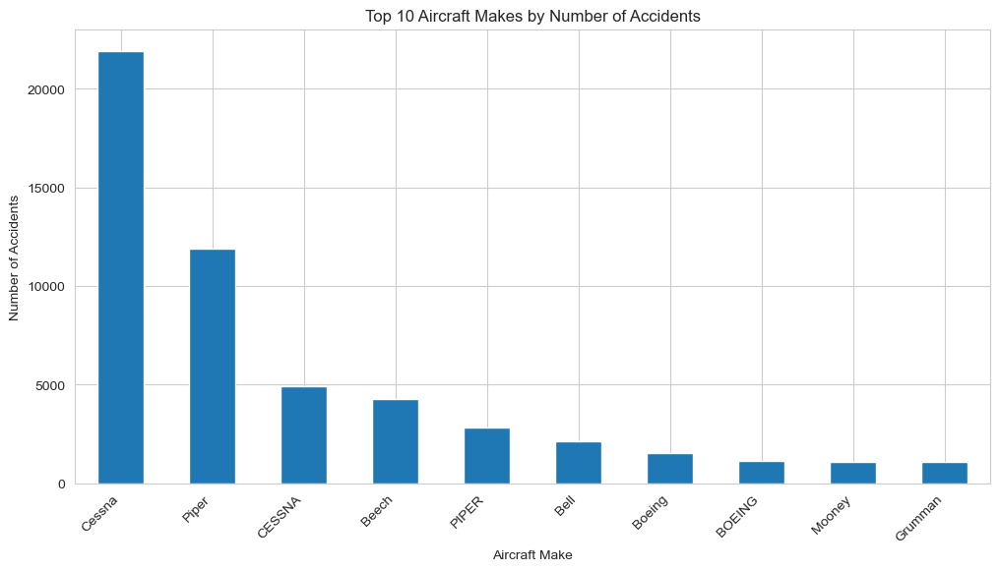 Top 10 Aircraft Makes by Number of Accidents
Number of Accidents
20000
15000
10000
5000
0
Cessna
Piper
CESSNA
Beech
PIPER
Bell
Boeing
BOEING
Mooney
Grumman
Aircraft Make